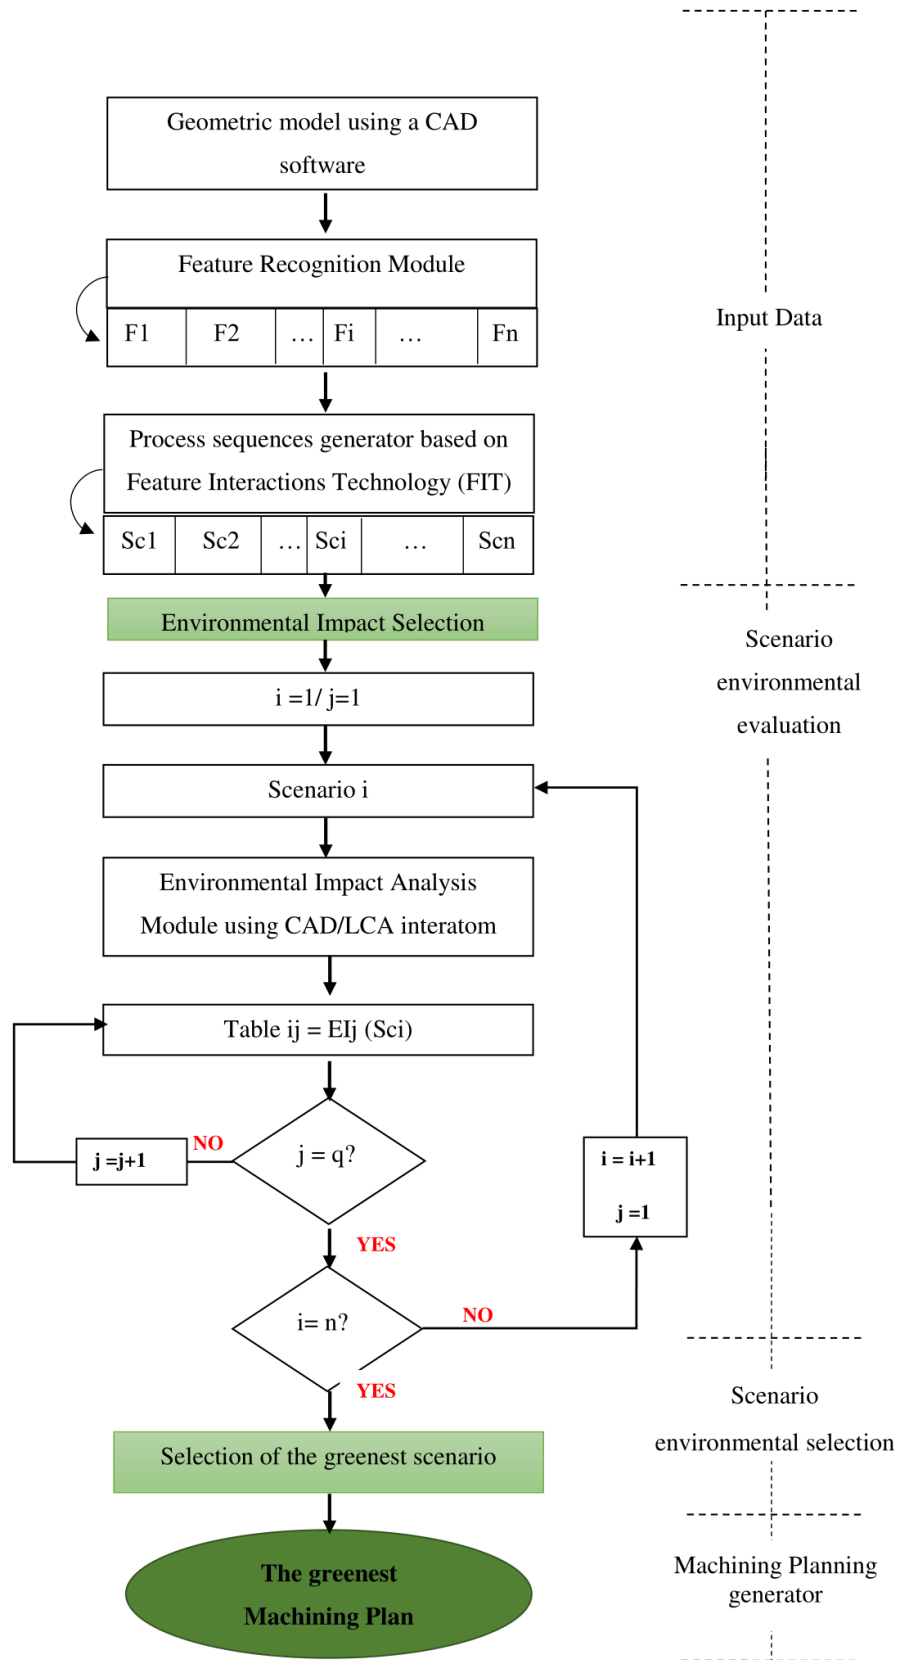 Geometric model using a CAD
software
Feature Recognition Module
F1 F2 … Fi … Fn
Input Data
Process sequences generator based on
Feature Interactions Technology (FIT)
Sc1 Sc2 … Sci … Scn
Environmental Impact Selection
Scenario
environmental
evaluation
i =1/ j=1
Scenario i
Environmental Impact Analysis
Module using CAD/LCA interatom
Table ij = EIj (Sci)
j = q?
NO
j =j+1
i = i+1
j =1
YES
i= n?
NO
YES
Scenario
environmental selection
Selection of the greenest scenario
The greenest
Machining Plan
Machining Planning
generator